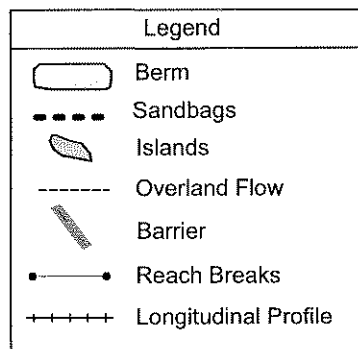 Legend
Berm
Sandbags
Islands
Overland Flow
Barrier
Reach Breaks
Longitudinal Profile